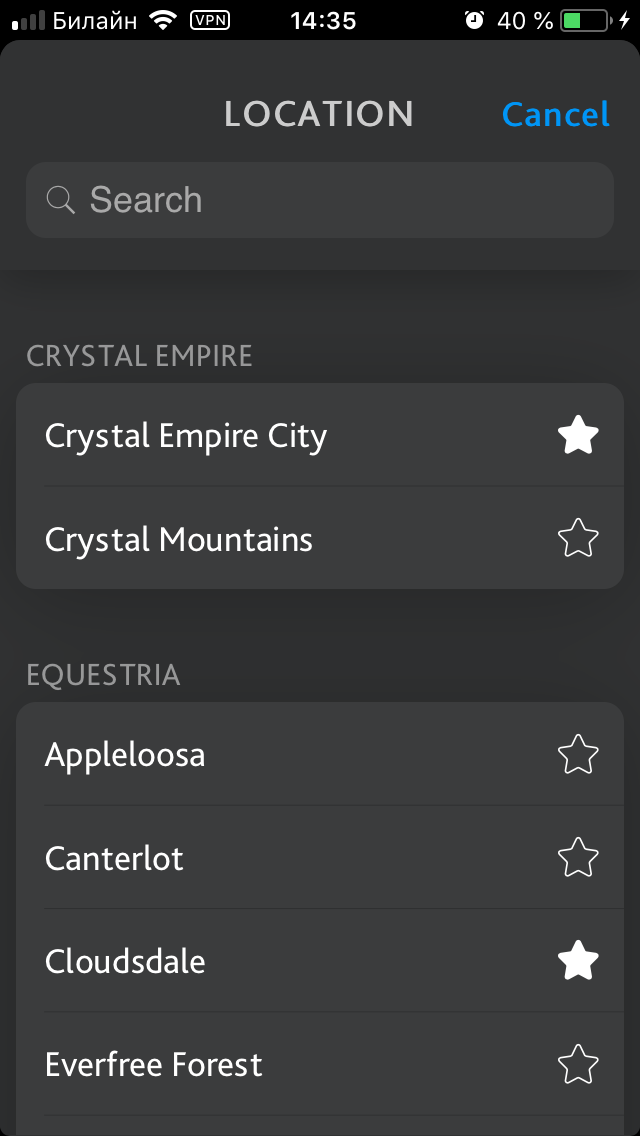 Билайн VPN 14:35 40 %
LOCATION Cancel
Search
CRYSTAL EMPIRE
Crystal Empire City
Crystal Mountains
EQUESTRIA
Appleloosa
Canterlot
Cloudsdale
Everfree Forest